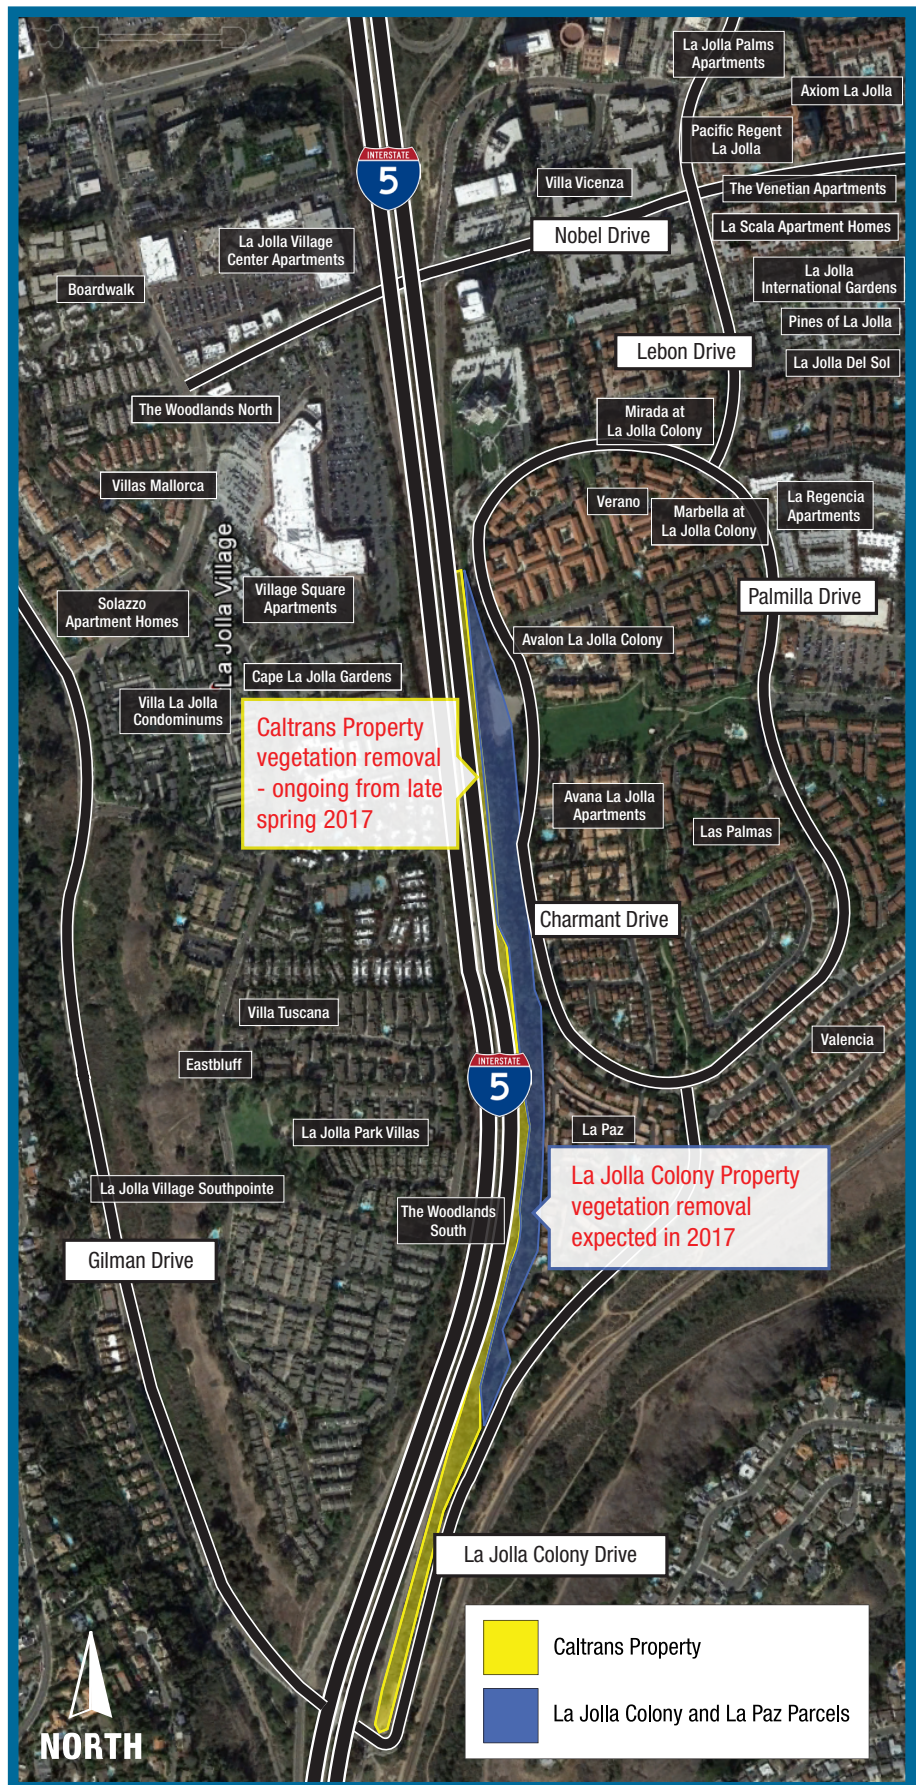 La Jolla Palms
Apartments
Axiom La Jolla
Pacific Regent
La Jolla
INTERSTATE
5
Villa Vicenza
The Venetian Apartments
La Scala Apartment Homes
Nobel Drive
La Jolla Village
Center Apartments
La Jolla
International Gardens
Boardwalk
Pines of La Jolla
Lebon Drive
La Jolla Del Sol
The Woodlands North
Mirada at
La Jolla Colony
Villas Mallorca
Verano
La Regencia
Apartments
Marbella at
La Jolla Colony
La Jolla Village
Village Square
Apartments
Palmilla Drive
Solazzo
Apartment Homes
Avalon La Jolla Colony
Cape La Jolla Gardens
Villa La Jolla
Condominums
Caltrans Property
vegetation removal
- ongoing from late
spring 2017
Avana La Jolla
Apartments
Las Palmas
Charmant Drive
Villa Tuscana
Valencia
Eastbluff
INTERSTATE
5
La Jolla Park Villas
La Paz
La Jolla Colony Property
vegetation removal
expected in 2017
La Jolla Village Southpointe
The Woodlands
South
Gilman Drive
La Jolla Colony Drive
Caltrans Property
La Jolla Colony and La Paz Parcels
NORTH